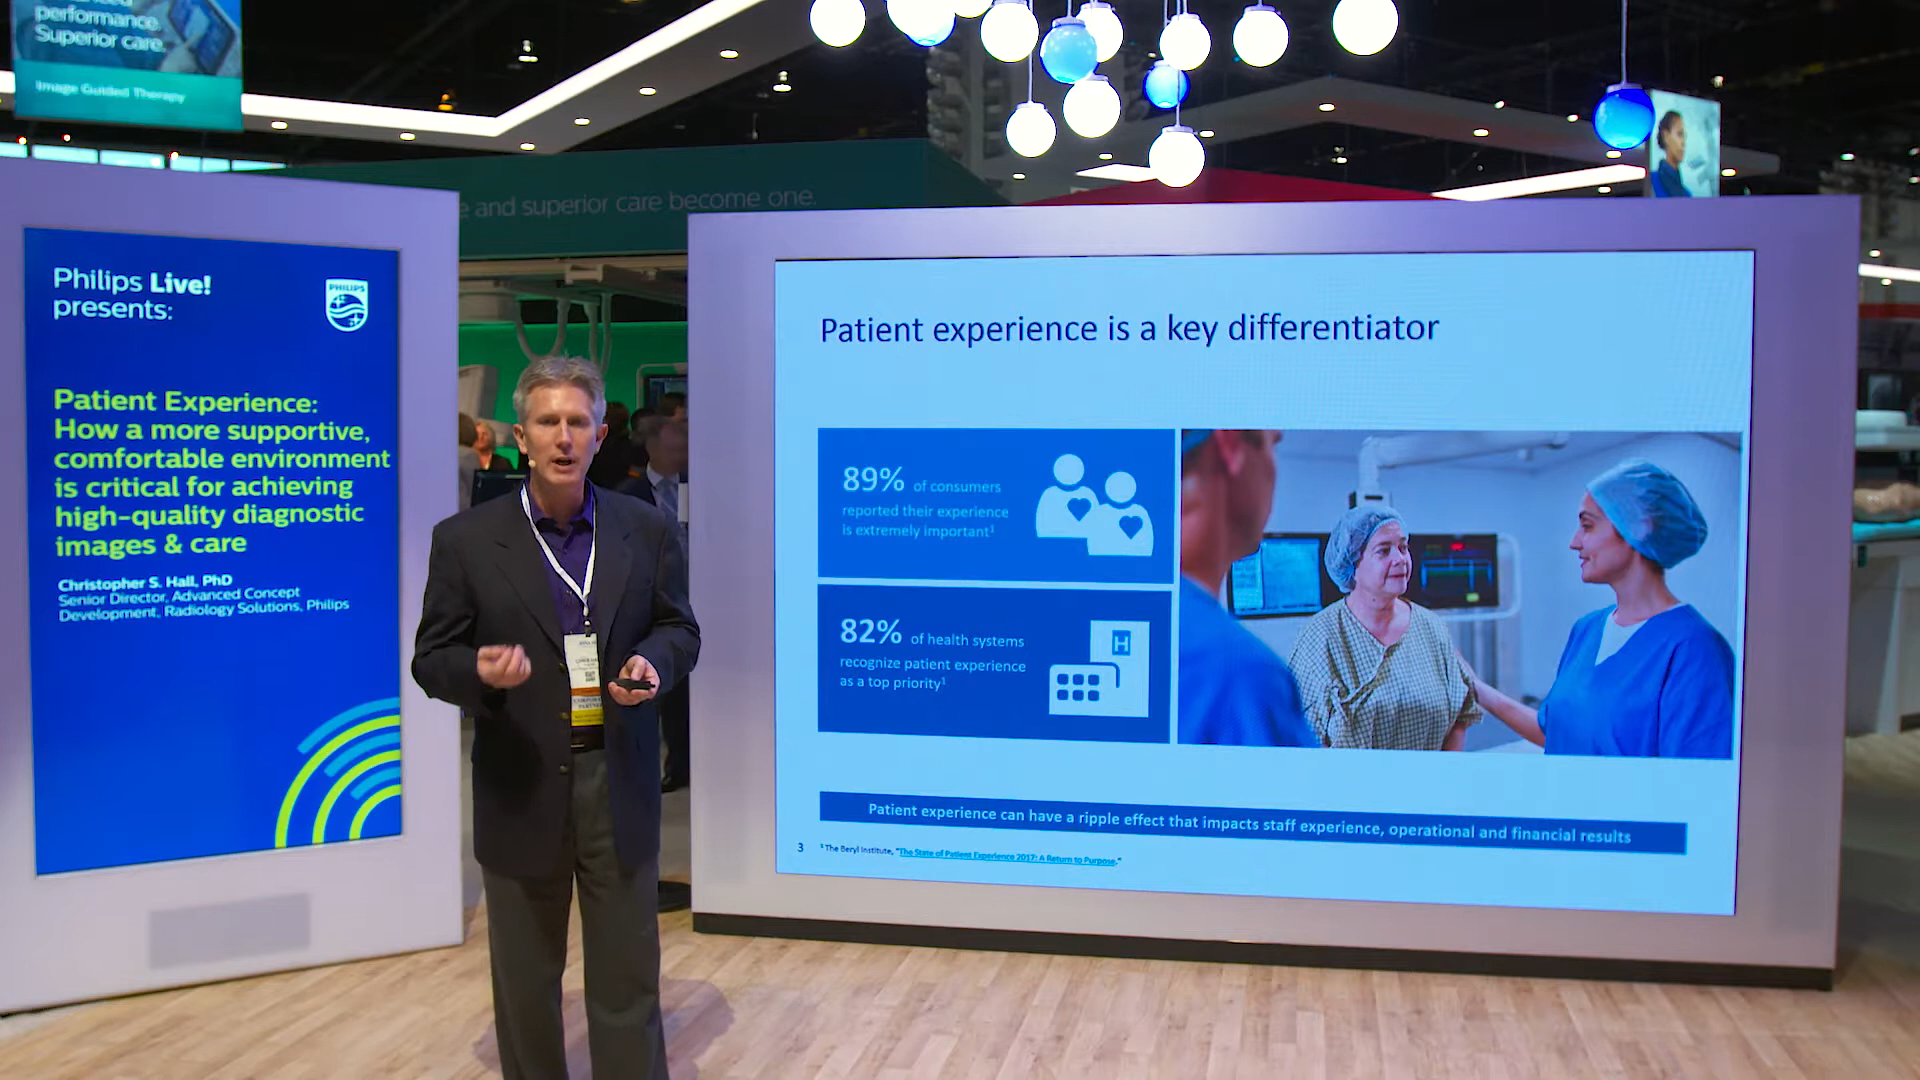 performance.
Superior care.
Image Guided Therapy
e and superior care become one.
Philips Live!
presents:
PHILIPS
Patient Experience:
How a more supportive,
comfortable environment
is critical for achieving
high-quality diagnostic
images & care
Christopher S. Hall, PhD
Senior Director, Advanced Concept
Development, Radiology Solutions, Philips
Patient experience is a key differentiator
89% of consumers
reported their experience
is extremely important¹
82% of health systems
recognize patient experience
as a top priority¹
H
Patient experience can have a ripple effect that impacts staff experience, operational and financial results
3
¹ The Beryl Institute, "The State of Patient Experience 2017: A Return to Purpose."